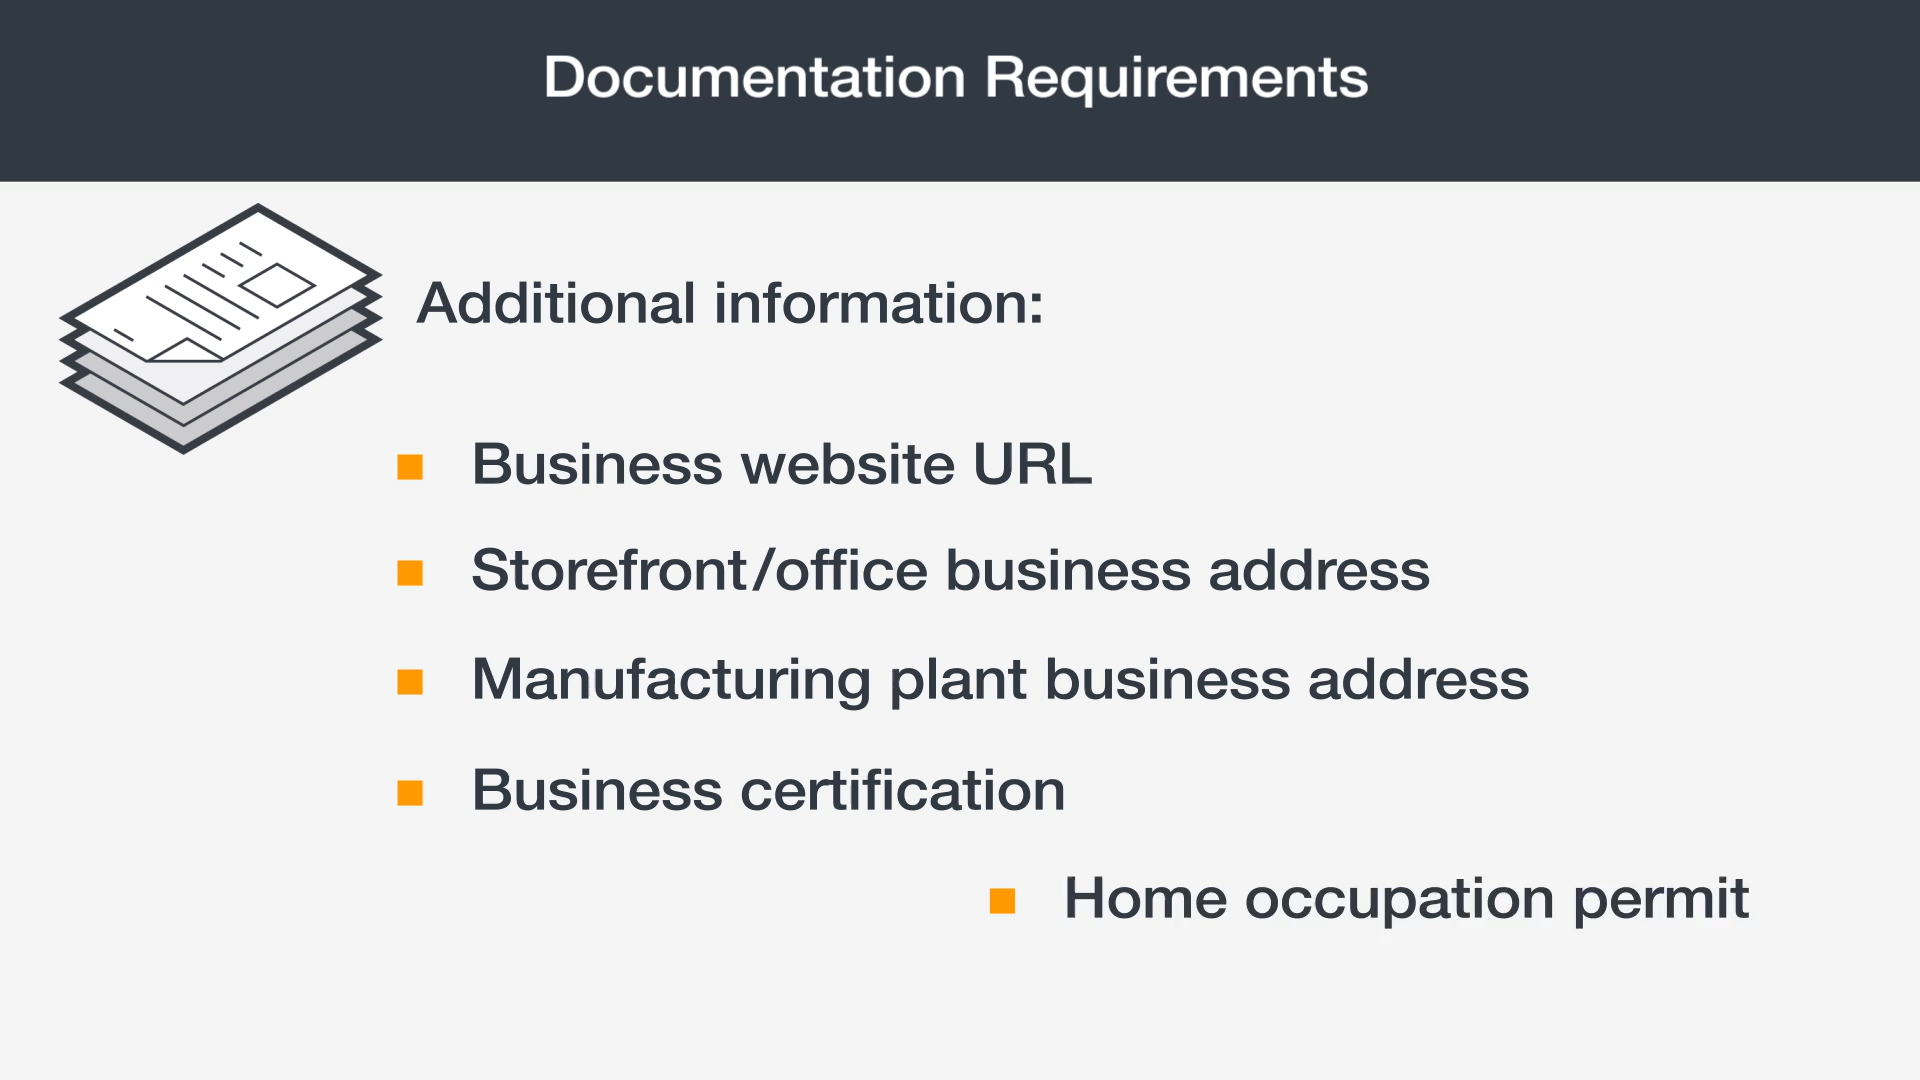 Documentation Requirements
Additional information:
Business website URL
Storefront/office business address
Manufacturing plant business address
Business certification
Home occupation permit